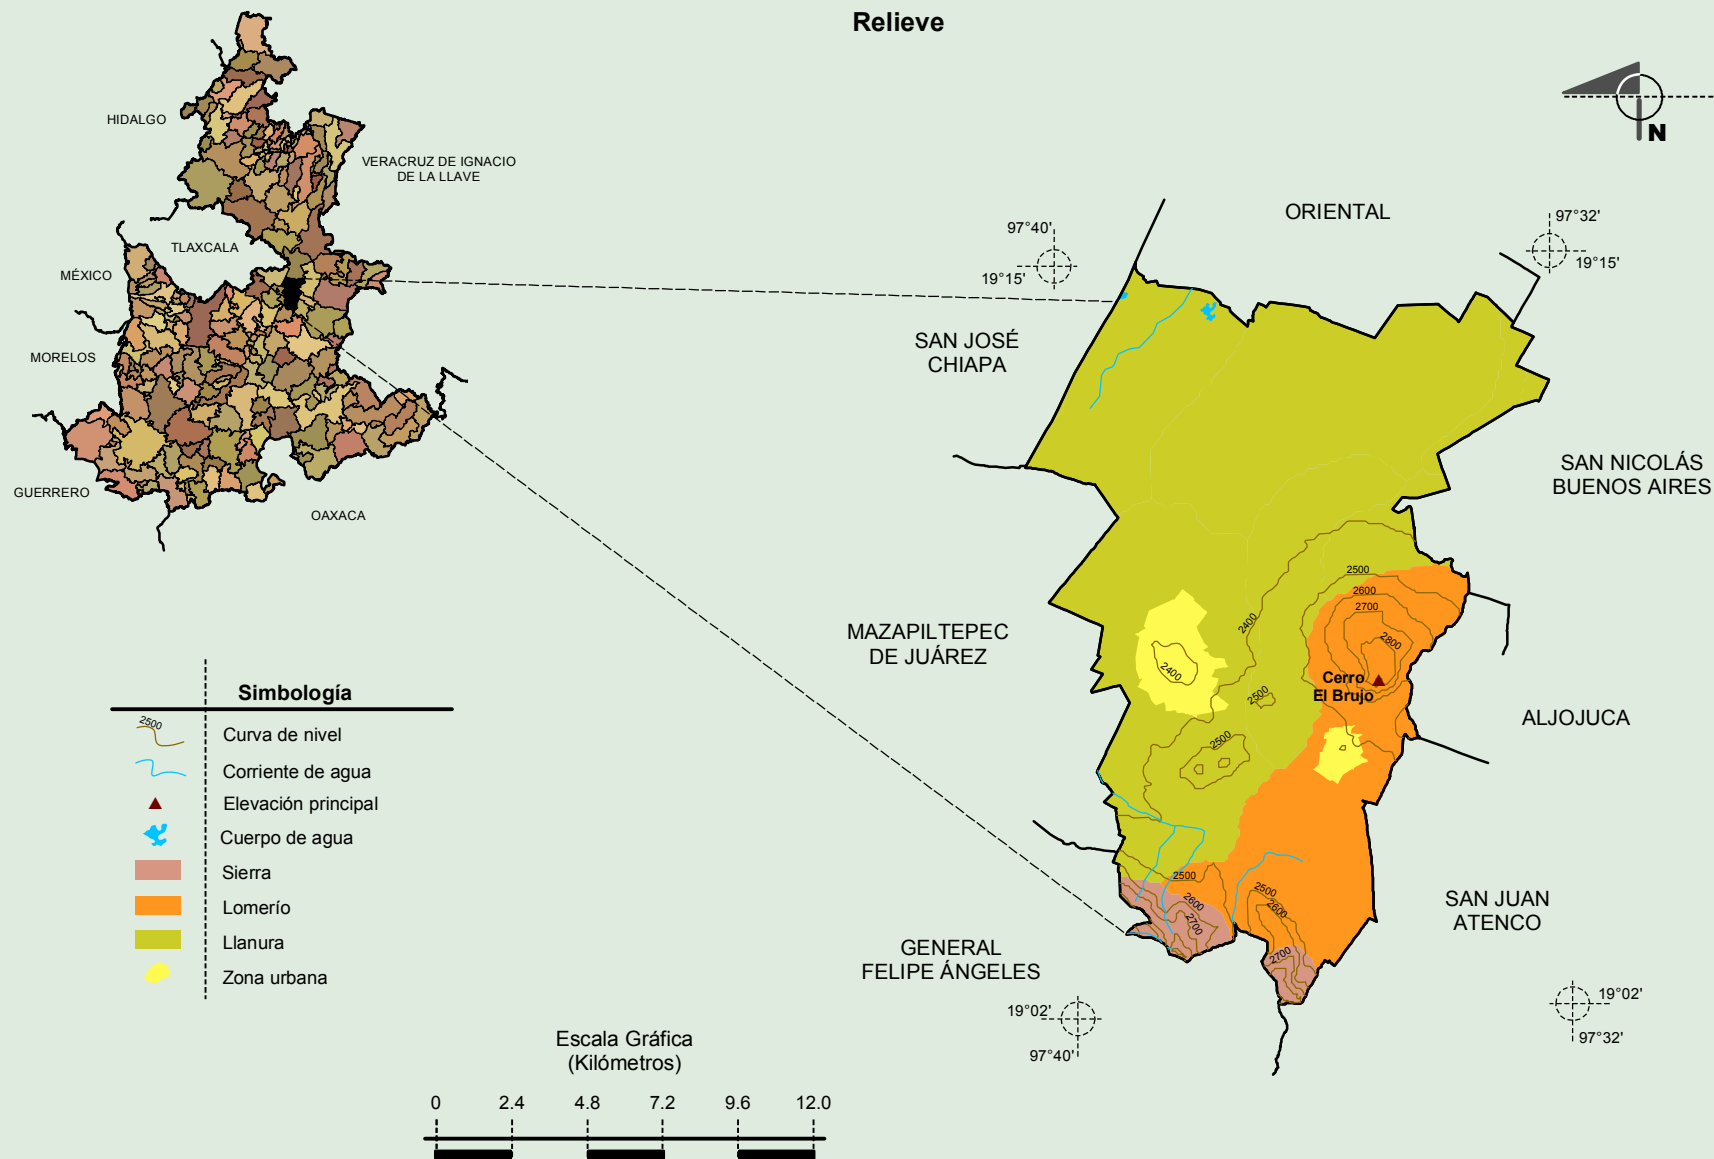 Relieve
N
HIDALGO
VERACRUZ DE IGNACIO
DE LA LLAVE
TLAXCALA
MÉXICO
MORELOS
GUERRERO
OAXACA
ORIENTAL
97°40'
19°15'
97°32'
19°15'
SAN JOSÉ
CHIAPA
SAN NICOLÁS
BUENOS AIRES
MAZAPILTEPEC
DE JUÁREZ
ALJOJUCA
SAN JUAN
ATENCO
GENERAL
FELIPE ÁNGELES
2500
2600
2700
2800
2400
2400
2500
2500
Cerro
El Brujo
2500
2600
2700
2500
2600
2700
19°02'
97°40'
19°02'
97°32'
Simbología
2500
Curva de nivel
Corriente de agua
Elevación principal
Cuerpo de agua
Sierra
Lomerío
Llanura
Zona urbana
Escala Gráfica
(Kilómetros)
0 2.4 4.8 7.2 9.6 12.0